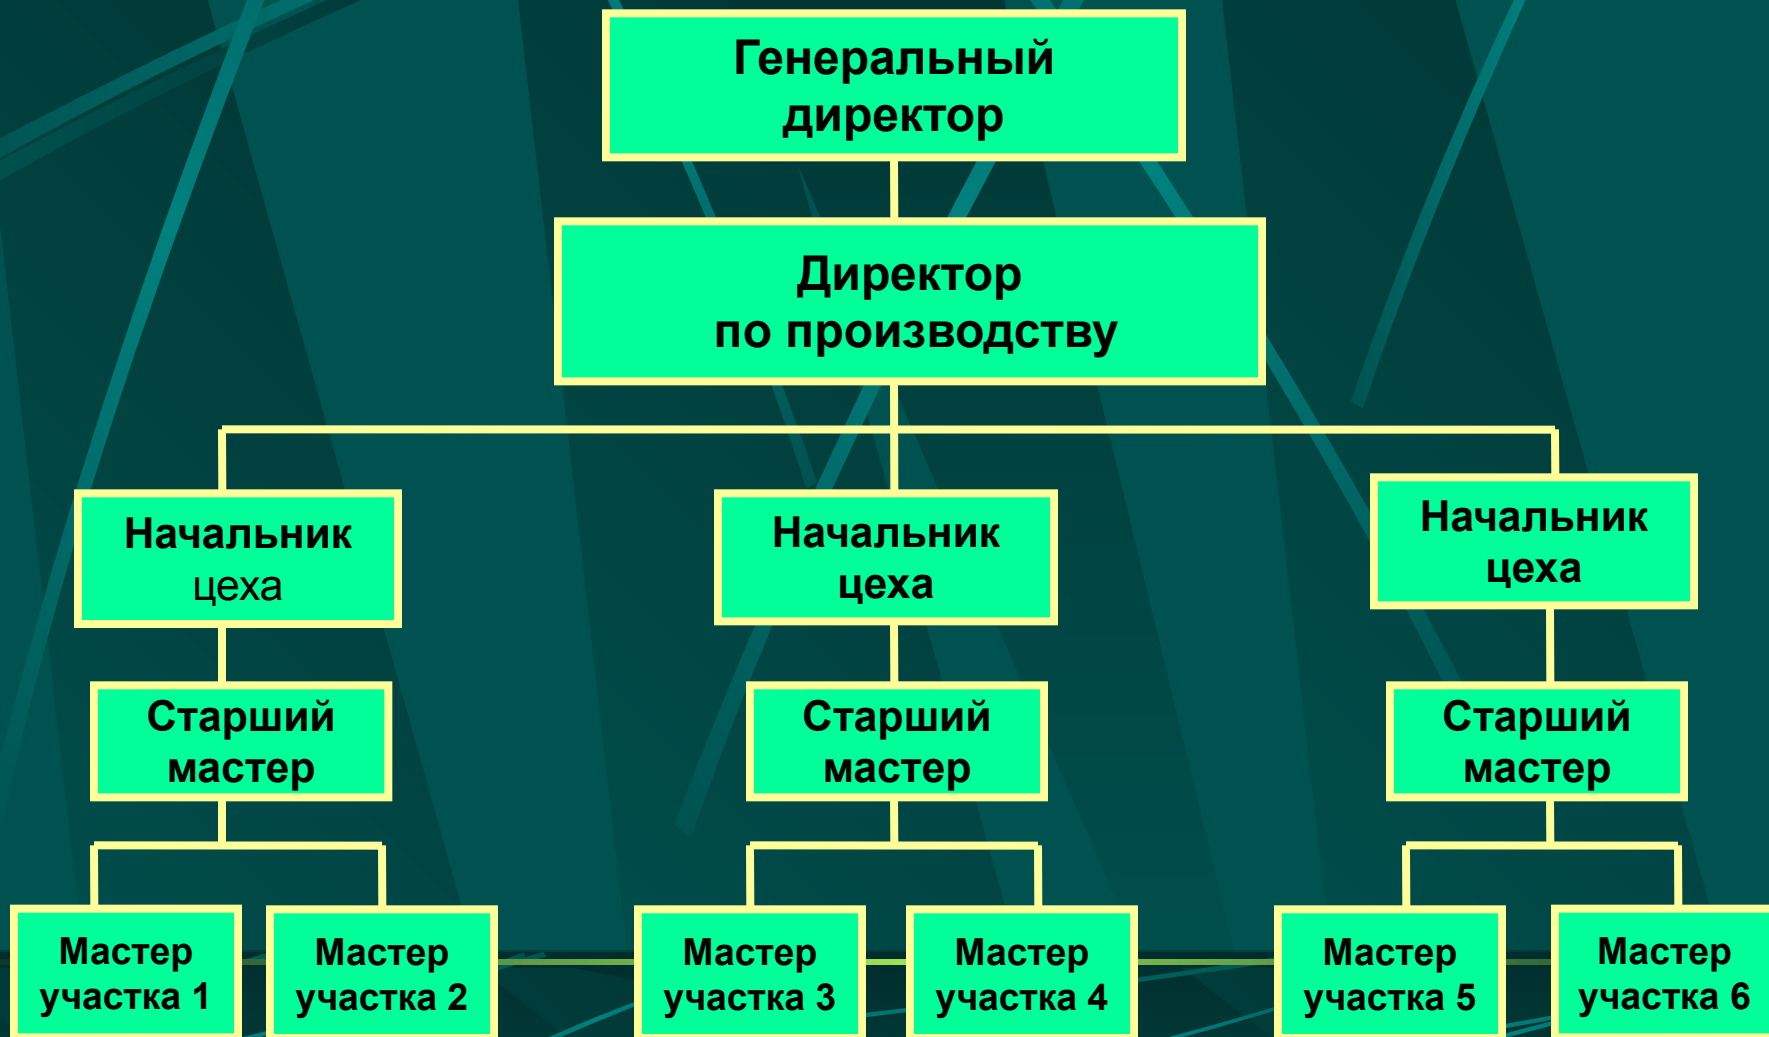 Генеральный
директор
Директор
по производству
Начальник
цеха
Начальник
цеха
Начальник
цеха
Старший
мастер
Старший
мастер
Старший
мастер
Мастер
участка 1
Мастер
участка 2
Мастер
участка 3
Мастер
участка 4
Мастер
участка 5
Мастер
участка 6